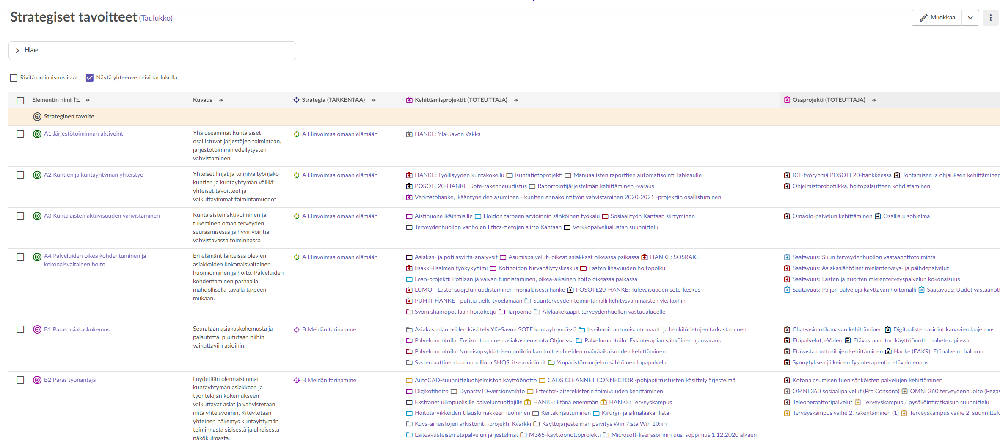 Strategiset tavoitteet (Taulukko)
Muokkaa
Hae
Rivitä ominaisuuslistat Näytä yhteenvetorivi taulukolla
Elementin nimi Kuvaus Strategia (TARKENTAA) Kehittämisprojektit (TOTEUTTAJA) Osaprojekti (TOTEUTTAJA)
Strateginen tavoite
A1 Järjestötoiminnan aktivointi
Yhä useammat kuntalaiset
osallistuvat järjestöjen toimintaan,
järjestötoimmin edellytysten
vahvistaminen
A Elinvoimaa omaan elämään
HANKE: Ylä-Savon Vakka
A2 Kuntien ja kuntayhtymän yhteistyö
Yhteiset linjat ja toimiva työnjako
kuntien ja kuntayhtymän välillä;
yhteiset tavoitteet ja
vaikuttavimmat toimintamuodot
A Elinvoimaa omaan elämään
HANKE: Työllisyyden kuntakokeilu Kuntatietoprojekti Manuaalisten raporttien automatisointi Tableaulle
POSOTE20-HANKE: Sote-rakenneuudistus Raportointijärjestelmän kehittäminen -varaus
Verkostohanke, ikääntyneiden asuminen - kuntien ennakointityön vahvistaminen 2020-2021 -projektiin osallistuminen
ICT-työryhmä POSOTE20-hankkeessa Johtamisen ja ohjauksen kehittäminen
Ohjelmistorobotiikka, hoitopalautteen kohdistaminen
A3 Kuntalaisten aktiivisuuden vahvistaminen
Kuntalaisten aktivoiminen ja
tukeminen oman terveyden
seuraamisessa ja hyvinvointia
vahvistavassa toiminnassa
A Elinvoimaa omaan elämään
Aistihuone ikäihmisille Hoidon tarpeen arvioinnin sähköinen työkalu Sosiaalityön Kantaan siirtyminen
Terveydenhuollon vanhojen Effica-tietojen siirto Kantaan Verkkopalvelualustan suunnittelu
Omaolo-palvelun kehittäminen Osallisuusohjelma
A4 Palveluiden oikea kohdentuminen ja
kokonaisvaltainen hoito
Eri elämäntilanteissa olevien
asiakkaiden kokonaisvaltainen
huomioiminen ja hoito. Palveluiden
kohdentaminen parhaalla
mahdollisella tavalla tarpeen
mukaan.
A Elinvoimaa omaan elämään
Asiakas- ja potilasvirta-analyysit Asumispalvelut- oikeat asiakkaat oikeassa paikassa HANKE: SOSRAKE
Iisakki-Iisalmen työkykytiimi Kotihoidon turvahälytyskeskus Lasten lihavuuden hoitopolku
Lean-projekti: Potilaan ja vaivan tunnistaminen, oikea-aikainen hoito oikeassa paikassa
LUMO - Lastensuojelun uudistaminen monialaisesti hanke POSOTE20-HANKE: Tulevaisuuden sote-keskus
PUHTI-HANKE - puhtia tielle työelämään Suunterveyden toimintamalli kehitysvammaisten yksiköihin
Syömishäiriöpotilaan hoitoketju Tarjoomo Älylääkekaapit terveydenhuollon vastuualueelle
Saatavuus: Suun terveydenhuollon vastaanottotoiminta
Saatavuus: Asiakaslähtöiset mielenterveys- ja päihdepalvelut
Saatavuus: Lasten ja nuorten mielenterveyspalvelun kokonaisuus
Saatavuus: Paljon palveluja käyttävän hoitomalli Saatavuus: Uudet vastaanott
B1 Paras asiakaskokemus
Seurataan asiakaskokemusta ja
palautetta, puututaan niihin
vaikuttaviin asioihin.
B Meidän tarinamme
Asiakaspalautteiden käsittely Ylä-Savon SOTE kuntayhtymässä Itseilmoittautumisautomaatti ja henkilötietojen tarkastaminen
Palvelumuotoilu: Ensikohtaaminen asiakasneuvonta Ohjurissa Palvelumuotoilu: Fysioterapian sähköinen ajanvaraus
Palvelumuotoilu: Nuorisopsykiatrisen poliklinikan hoitosuhteiden määräaikaisuuden kehittäminen
Systemaattinen laadunhallinta SHQS, itsearvioinnit Ympäristönsuojelun sähköinen lupapalvelu
Chat-asiointikanavan kehittäminen Digitaalisten asiointikanavien laajennus
Etäpalvelut, eVideo Etävastaanoton käyttöönotto puheterapiassa
Etävastaanottotilojen kehittäminen Hanke (EAKR): Etäpalvelut haltuun
Synnytyksen jälkeinen fysioterapeutin etävalmennus
B2 Paras työnantaja
Löydetään olennaisimmat
kuntayhtymän asiakkaan ja
työntekijän kokemukseen
vaikuttavat asiat ja vahvistetaan
niitä yhteisvoimin. Kiteytetään
yhteinen näkemys kuntayhtymän
toiminnasta sisisestä ja ulkoisesta
näkökulmasta.
B Meidän tarinamme
AutoCAD-suunnitteluohjelmiston käyttöönotto CADS CLEANNET CONNECTOR -pohjapiirrustusten käsittelyjärjestelmä
Digikotihoito Dynasty10-versionvaihto Effector-laiterekisterin toimivuuden kehittäminen
Ekstranet ulkopuolisille palveluntuottajille HANKE: Etänä enemmän HANKE: Terveyskampus
Hoitotarvikkeiden tilauslomakkeen luominen Kertakirjautuminen Kirurgi- ja silmälääkärilista
Kuva-aineistojen arkistointi -projekti, Kvarkki Käyttöjärjestelmän päivitys Win 7:sta Win 10:iin
Laiteavusteisen etäpalvelun järjestelmät M365-käyttöönottoprojekti Microsoft-lisenssoinnin uusi soppimus 1.12.2020 alkaen
Kotona asumisen tuen sähköisten palvelujen kehittäminen
OMNI 360 sosiaalipalvelut (Pro Consona) OMNI 360 terveydenhuolto (Pegas
Teleoperaattoripalvelut Terveyskampus / pysäköintiratkaisun suunnittelu
Terveyskampus vaihe 2, rakentaminen (1) Terveyskampus vaihe 2, suunnittelu